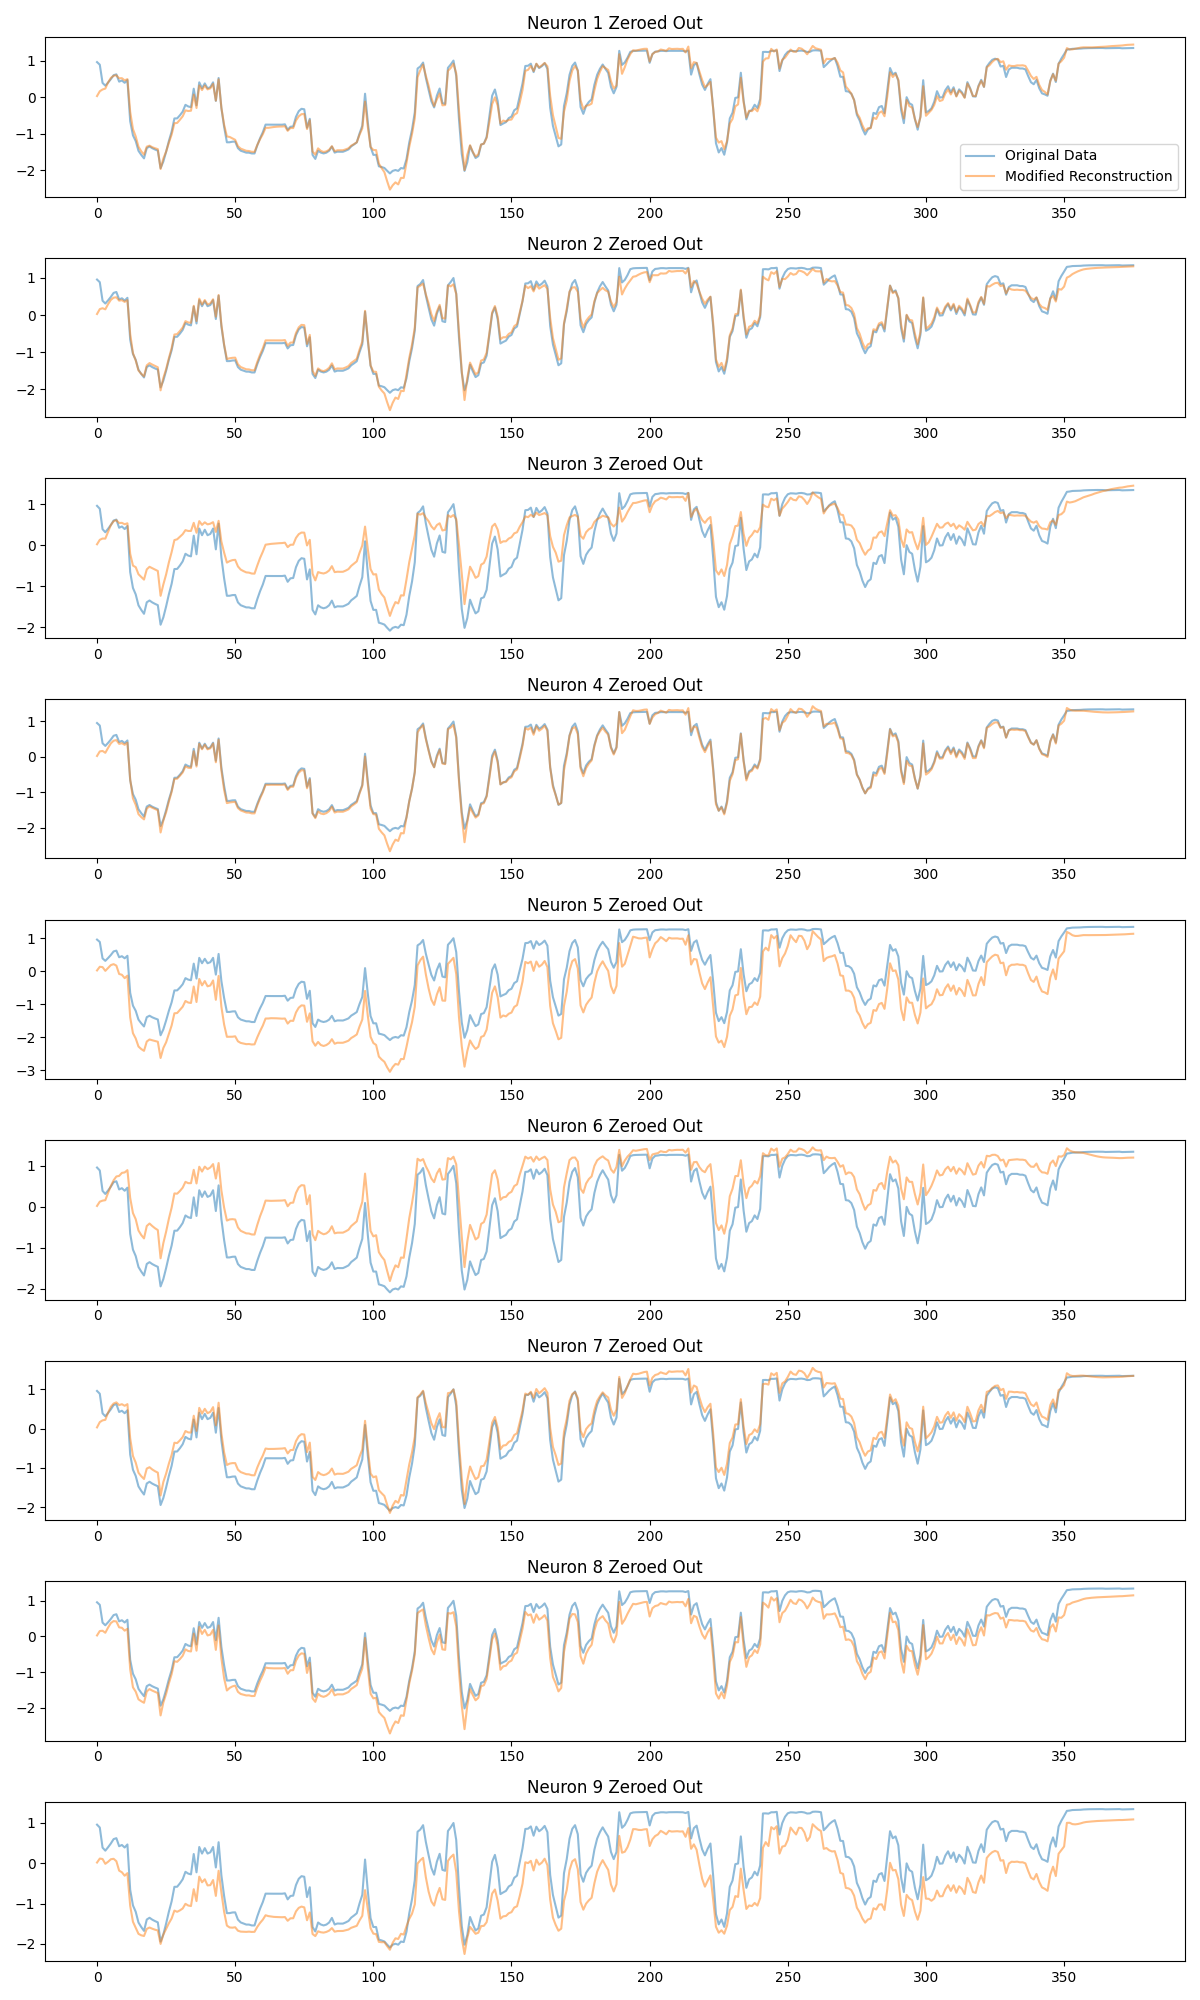 Neuron 1 Zeroed Out
1
0
−1
−2
Original Data
Modified Reconstruction
0 50 100 150 200 250 300 350
Neuron 2 Zeroed Out
1
0
−1
−2
0 50 100 150 200 250 300 350
Neuron 3 Zeroed Out
1
0
−1
−2
0 50 100 150 200 250 300 350
Neuron 4 Zeroed Out
1
0
−1
−2
0 50 100 150 200 250 300 350
Neuron 5 Zeroed Out
1
0
−1
−2
−3
0 50 100 150 200 250 300 350
Neuron 6 Zeroed Out
1
0
−1
−2
0 50 100 150 200 250 300 350
Neuron 7 Zeroed Out
1
0
−1
−2
0 50 100 150 200 250 300 350
Neuron 8 Zeroed Out
1
0
−1
−2
0 50 100 150 200 250 300 350
Neuron 9 Zeroed Out
1
0
−1
−2
0 50 100 150 200 250 300 350